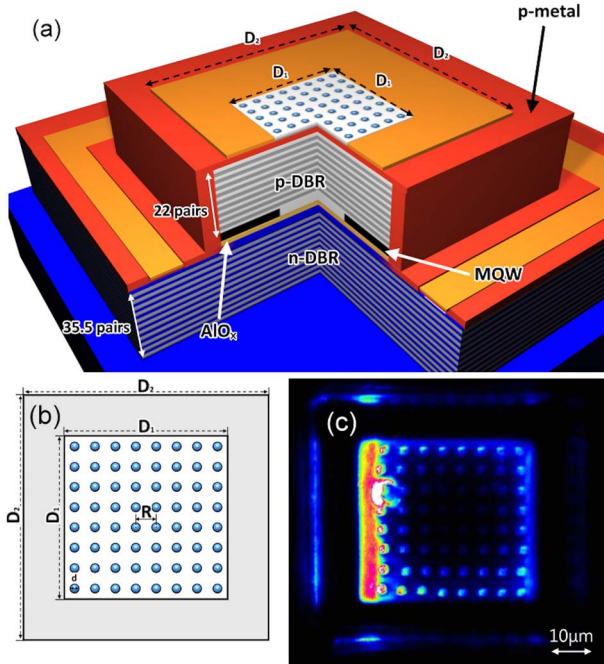 (a)
p-metal
D₂
D₂
D₁
D₁
p-DBR
22 pairs
n-DBR
MQW
35.5 pairs
AlOₓ
(b)
D₂
D₁
D₂
D₁
R
d
(c)
10μm